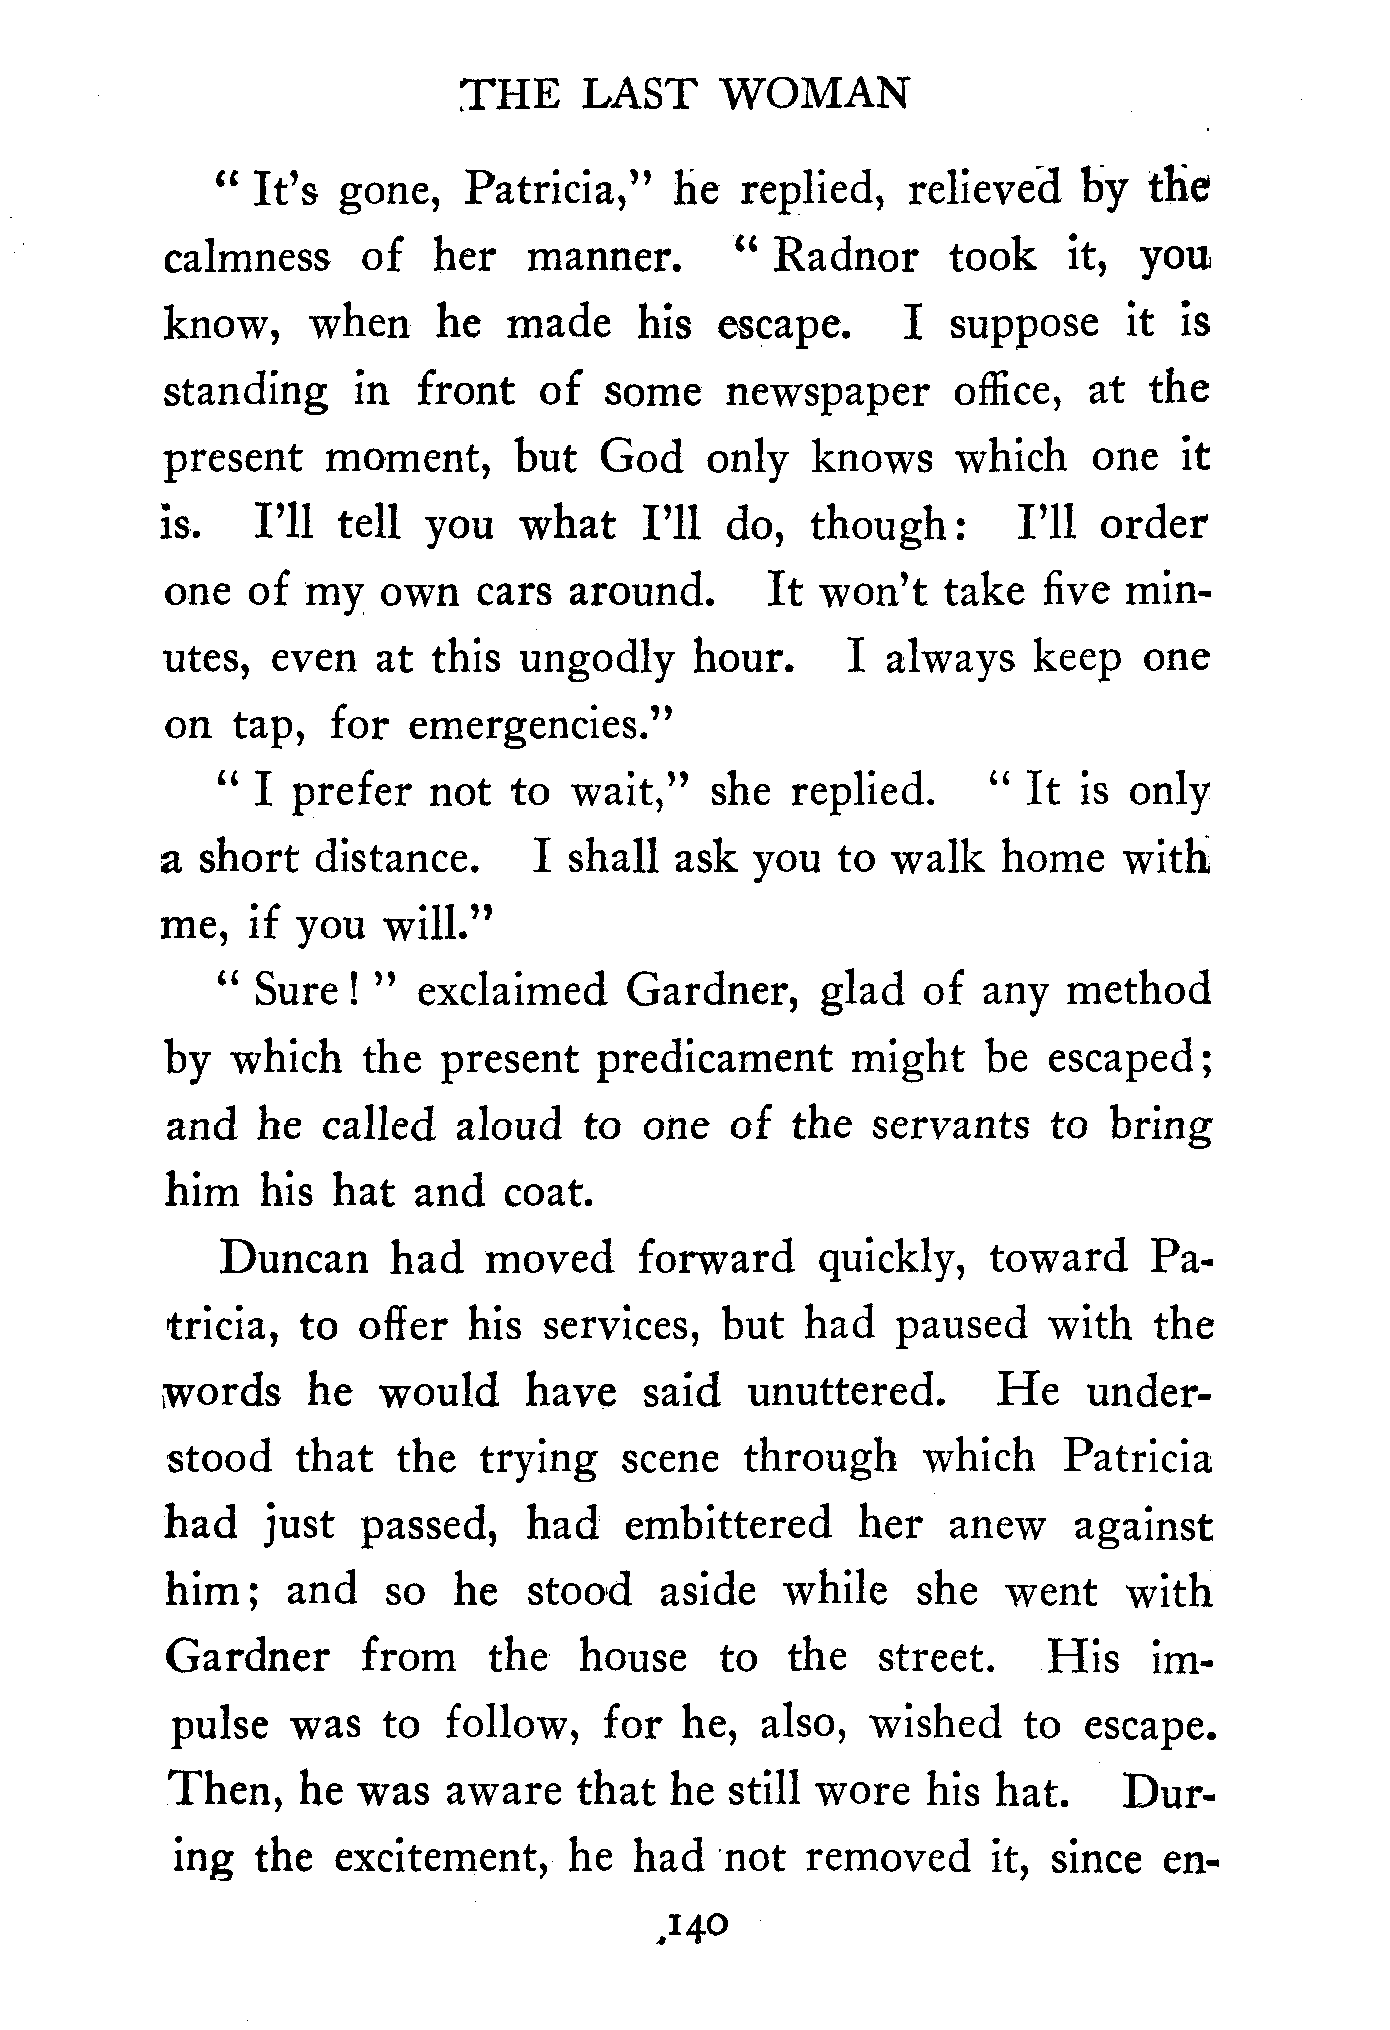 THE LAST WOMAN
“ It's gone, Patricia,” he replied, relieved by the
calmness of her manner. “ Radnor took it, you
know, when he made his escape. I suppose it is
standing in front of some newspaper office, at the
present moment, but God only knows which one it
is. I'll tell you what I'll do, though: I'll order
one of my own cars around. It won't take five min-
utes, even at this ungodly hour. I always keep one
on tap, for emergencies.”
“ I prefer not to wait,” she replied. “ It is only
a short distance. I shall ask you to walk home with
me, if you will.”
“ Sure! ” exclaimed Gardner, glad of any method
by which the present predicament might be escaped;
and he called aloud to one of the servants to bring
him his hat and coat.
Duncan had moved forward quickly, toward Pa-
tricia, to offer his services, but had paused with the
words he would have said unuttered. He under-
stood that the trying scene through which Patricia
had just passed, had embittered her anew against
him; and so he stood aside while she went with
Gardner from the house to the street. His im-
pulse was to follow, for he, also, wished to escape.
Then, he was aware that he still wore his hat. Dur-
ing the excitement, he had not removed it, since en-
140